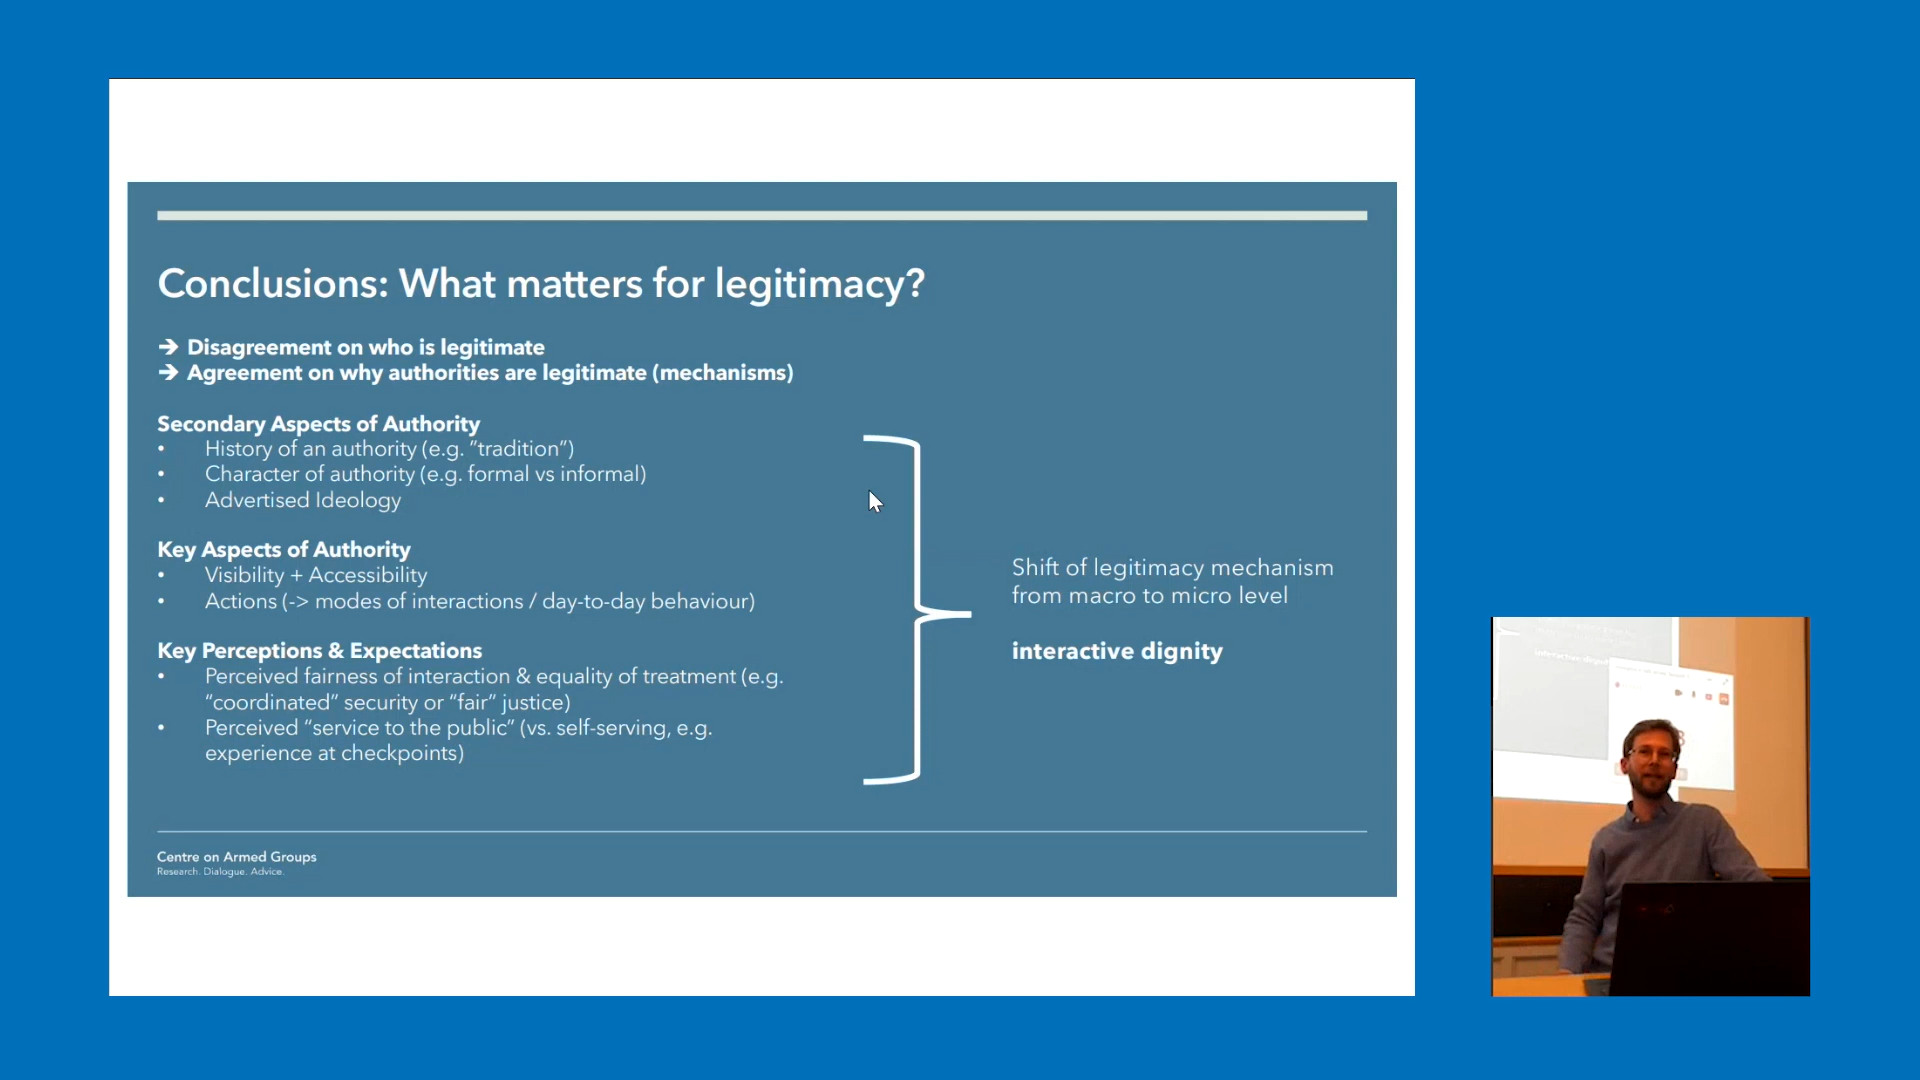 Conclusions: What matters for legitimacy?
➔ Disagreement on who is legitimate
➔ Agreement on why authorities are legitimate (mechanisms)
Secondary Aspects of Authority
• History of an authority (e.g. “tradition”)
• Character of authority (e.g. formal vs informal)
• Advertised Ideology
Key Aspects of Authority
• Visibility + Accessibility
• Actions (-> modes of interactions / day-to-day behaviour)
Key Perceptions & Expectations
• Perceived fairness of interaction & equality of treatment (e.g.
“coordinated” security or “fair” justice)
• Perceived “service to the public” (vs. self-serving, e.g.
experience at checkpoints)
Shift of legitimacy mechanism
from macro to micro level
interactive dignity
Centre on Armed Groups
Research. Dialogue. Advice.